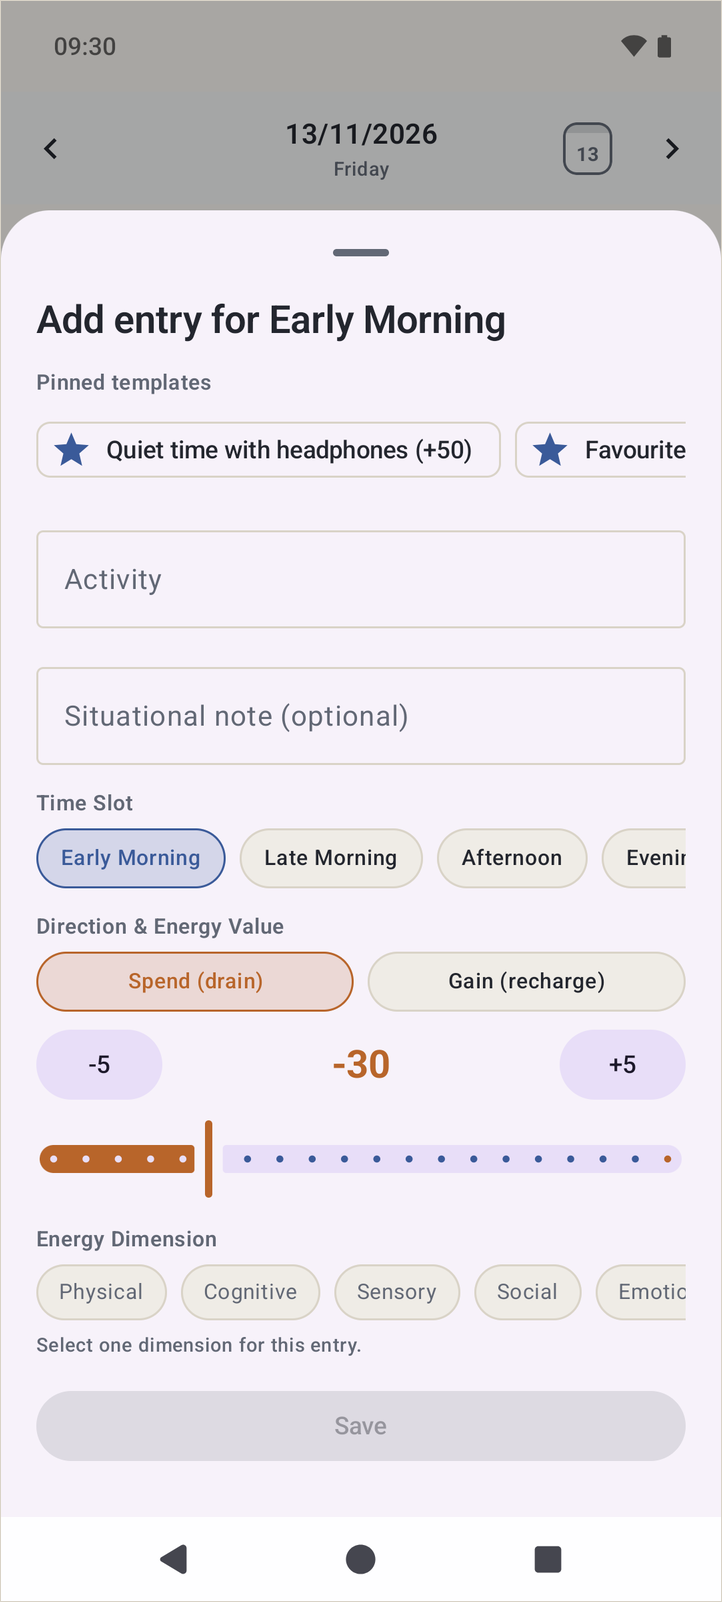 09:30
13/11/2026
Friday
13
Add entry for Early Morning
Pinned templates
Quiet time with headphones (+50) Favourite
Activity
Situational note (optional)
Time Slot
Early Morning Late Morning Afternoon Evenin
Direction & Energy Value
Spend (drain) Gain (recharge)
-5 -30 +5
Energy Dimension
Physical Cognitive Sensory Social Emotio
Select one dimension for this entry.
Save